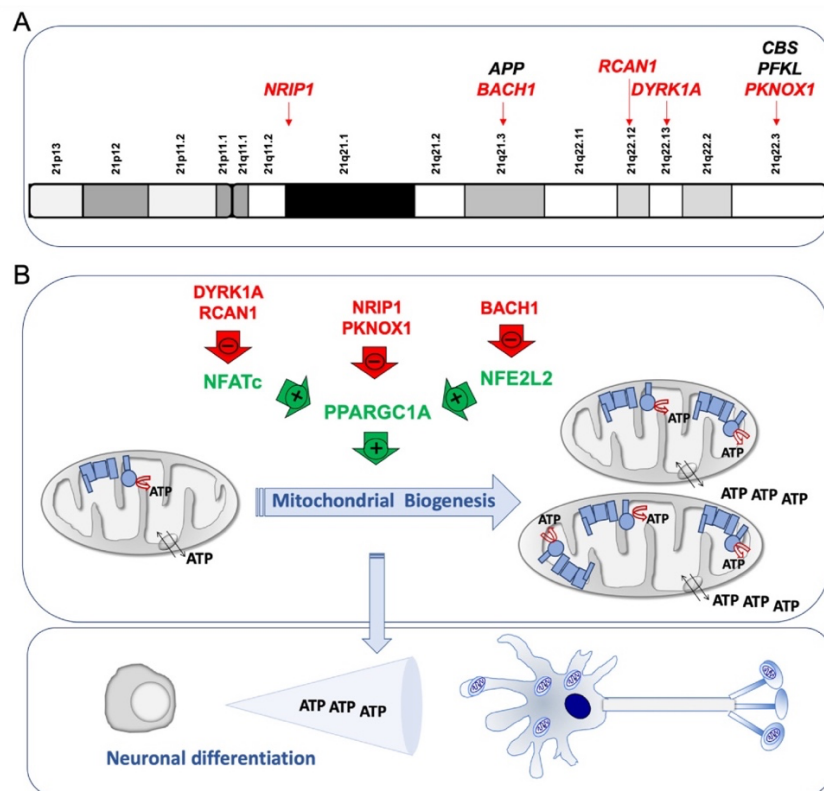 A
CBS
APP
RCAN1
PFKL
NRIP1
BACH1
DYRK1A
PKNOX1
21p13
21p12
21p11.2
21p11.1
21q11.1
21q11.2
21q21.1
21q21.2
21q21.3
21q22.11
21q22.12
21q22.13
21q22.2
21q22.3
B
DYRK1A
RCAN1
NRIP1
PKNOX1
BACH1
NFATc
NFE2L2
PPARGC1A
+
+
+
−
−
−
Mitochondrial Biogenesis
ATP
ATP
ATP
ATP
ATP ATP ATP
ATP
ATP
ATP
ATP ATP ATP
ATP ATP ATP
Neuronal differentiation